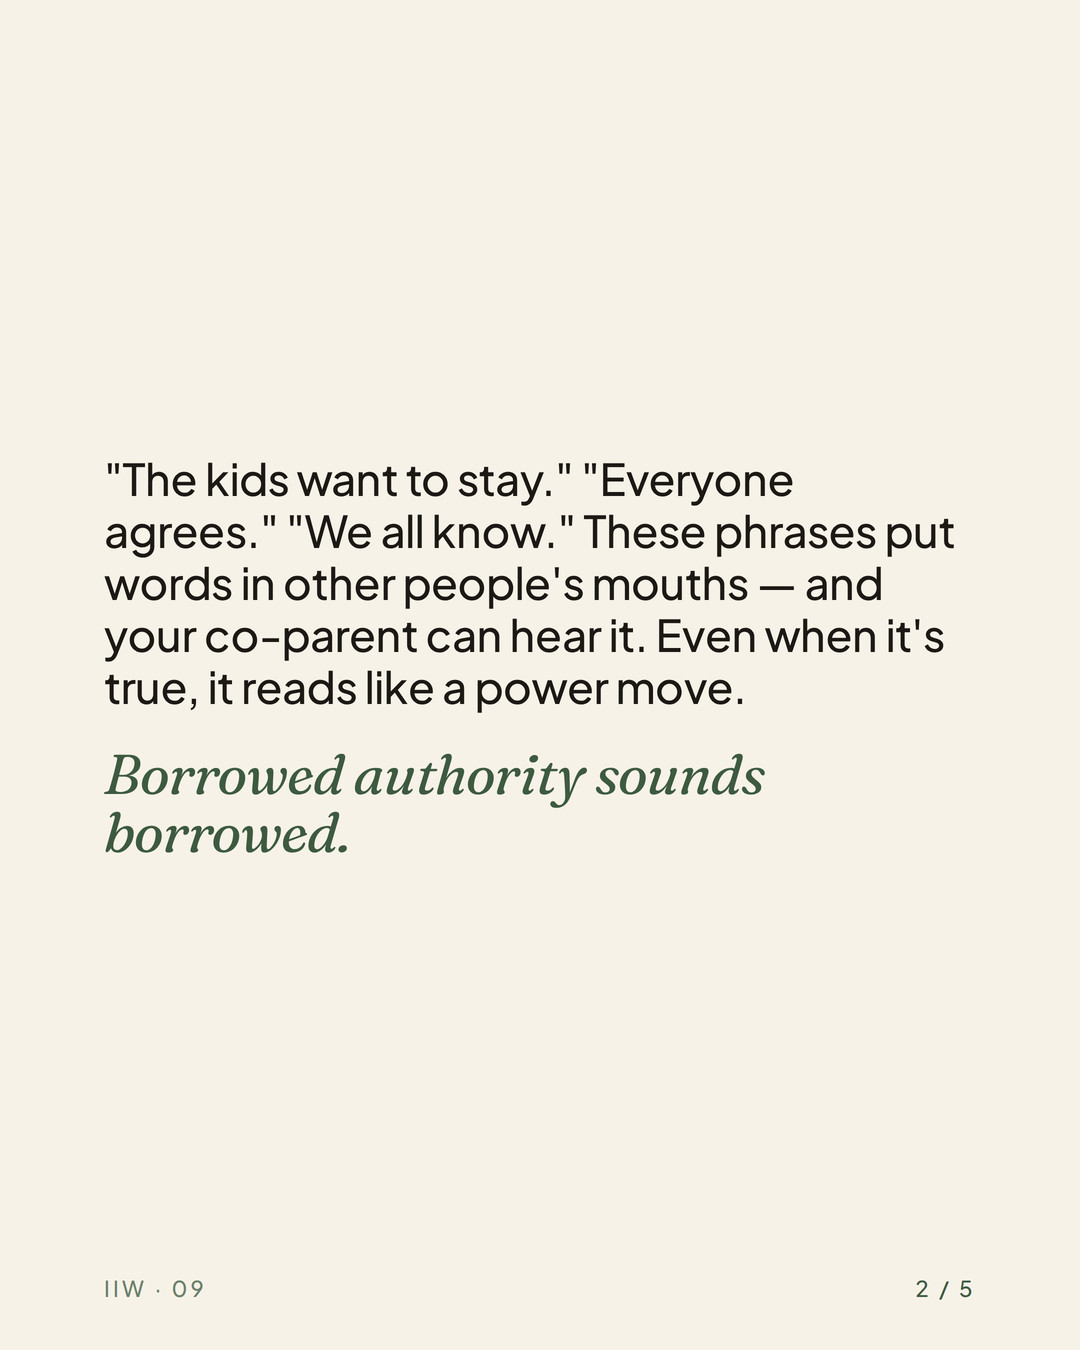 "The kids want to stay." "Everyone
agrees." "We all know." These phrases put
words in other people's mouths — and
your co-parent can hear it. Even when it's
true, it reads like a power move.
Borrowed authority sounds
borrowed.
IIW · 09
2 / 5